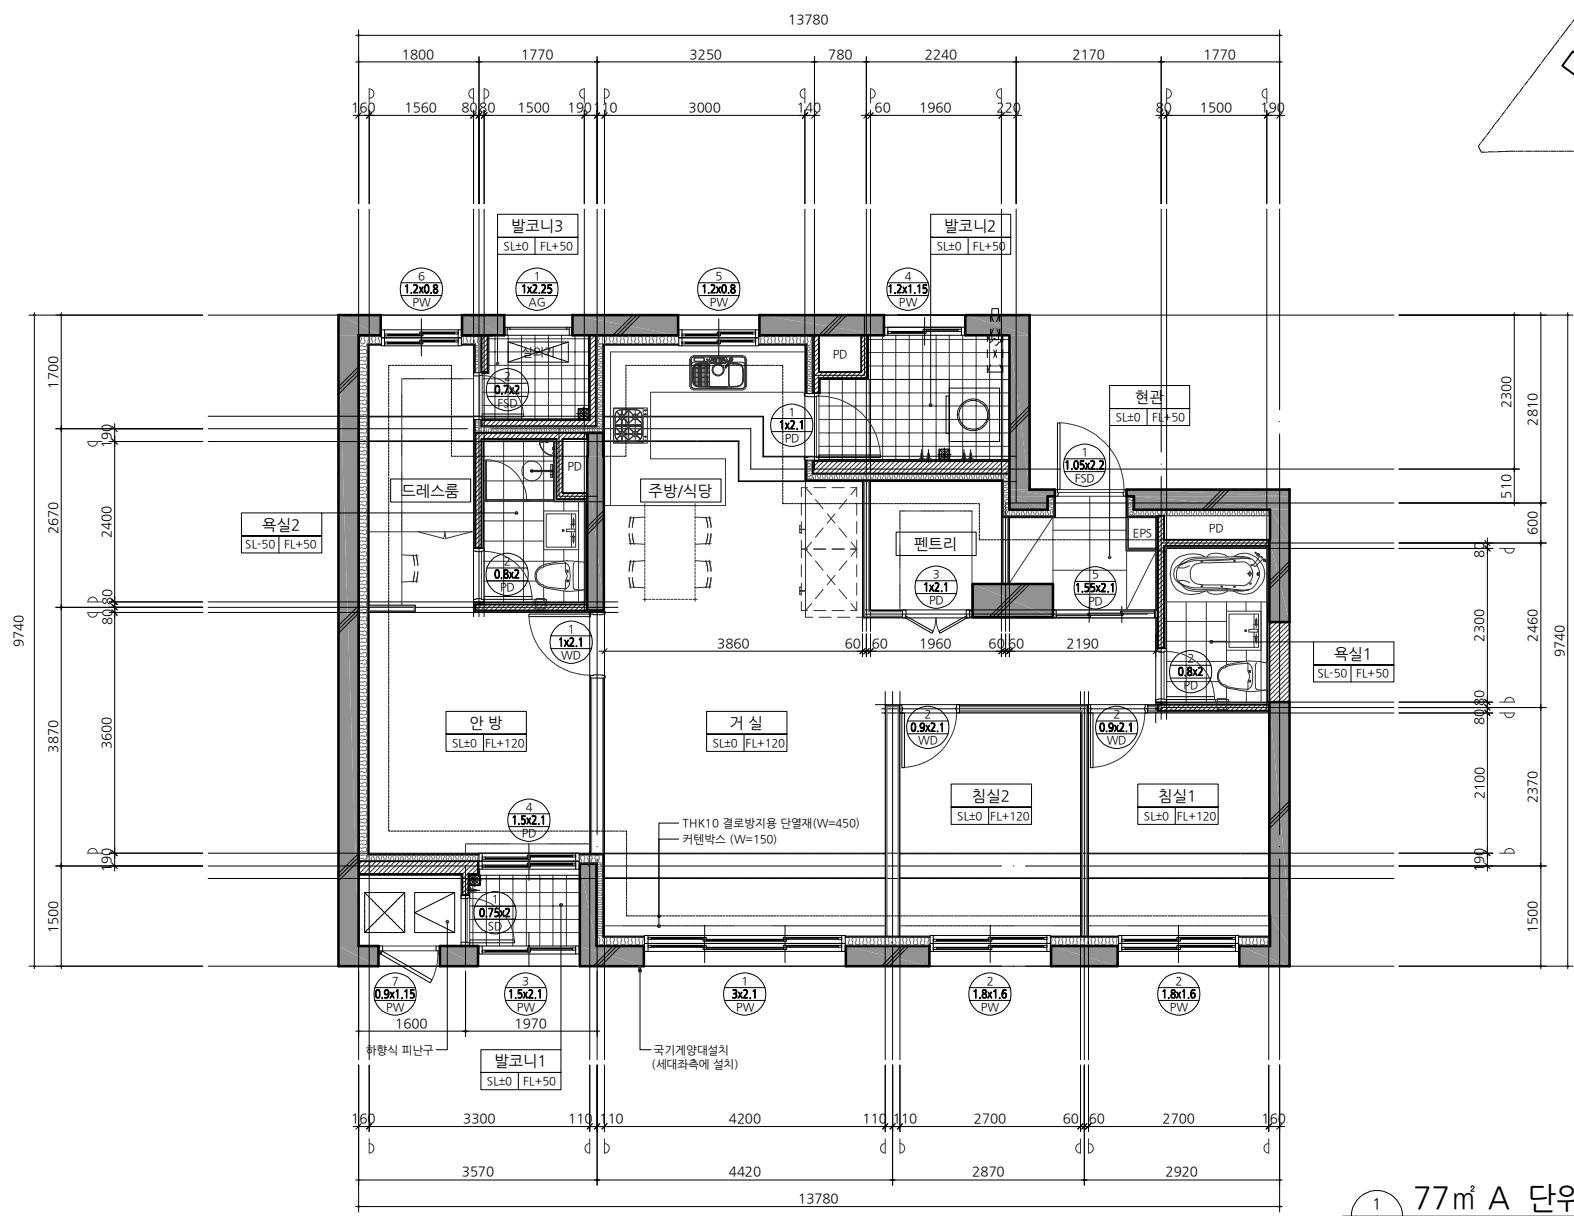 13780
1800 1770 3250 780 2240 2170 1770
160 1560 80 80 1500 190 110 3000 140 60 1960 220 80 1500 190
발코니3
SL±0 FL+50
발코니2
SL±0 FL+50
6
1.2x0.8
PW
1
1x2.25
AG
5
1.2x0.8
PW
4
1.2x1.15
PW
실외기
PD
2
0.7x2
FSD
1
1x2.1
PD
현관
SL±0 FL+50
1
1.05x2.2
FSD
PD
드레스룸
주방/식당
욕실2
SL-50 FL+50
펜트리
EPS
PD
2
0.8x2
PD
3
1x2.1
PD
5
1.55x2.1
PD
1
1x2.1
WD
3860 60 60 1960 60 60 2190
욕실1
SL-50 FL+50
2
0.8x2
PD
안 방
SL±0 FL+120
거 실
SL±0 FL+120
2
0.9x2.1
WD
2
0.9x2.1
WD
침실2
SL±0 FL+120
침실1
SL±0 FL+120
4
1.5x2.1
PD
THK10 결로방지용 단열재(W=450)
커텐박스 (W=150)
1
0.75x2
SD
7
0.9x1.15
PW
3
1.5x2.1
PW
1
3x2.1
PW
2
1.8x1.6
PW
2
1.8x1.6
PW
1600 1970
하향식 피난구
국기게양대설치
(세대좌측에 설치)
발코니1
SL±0 FL+50
160 3300 110 110 4200 110 110 2700 60 60 2700 160
3570 4420 2870 2920
13780
9740
1700 2670 3870 1500
190 2400 80 80 3600 190
2300 510
80 2300 80 80 2100 190
2810 600 2460 2370 1500
9740
1
77㎡ A 단위